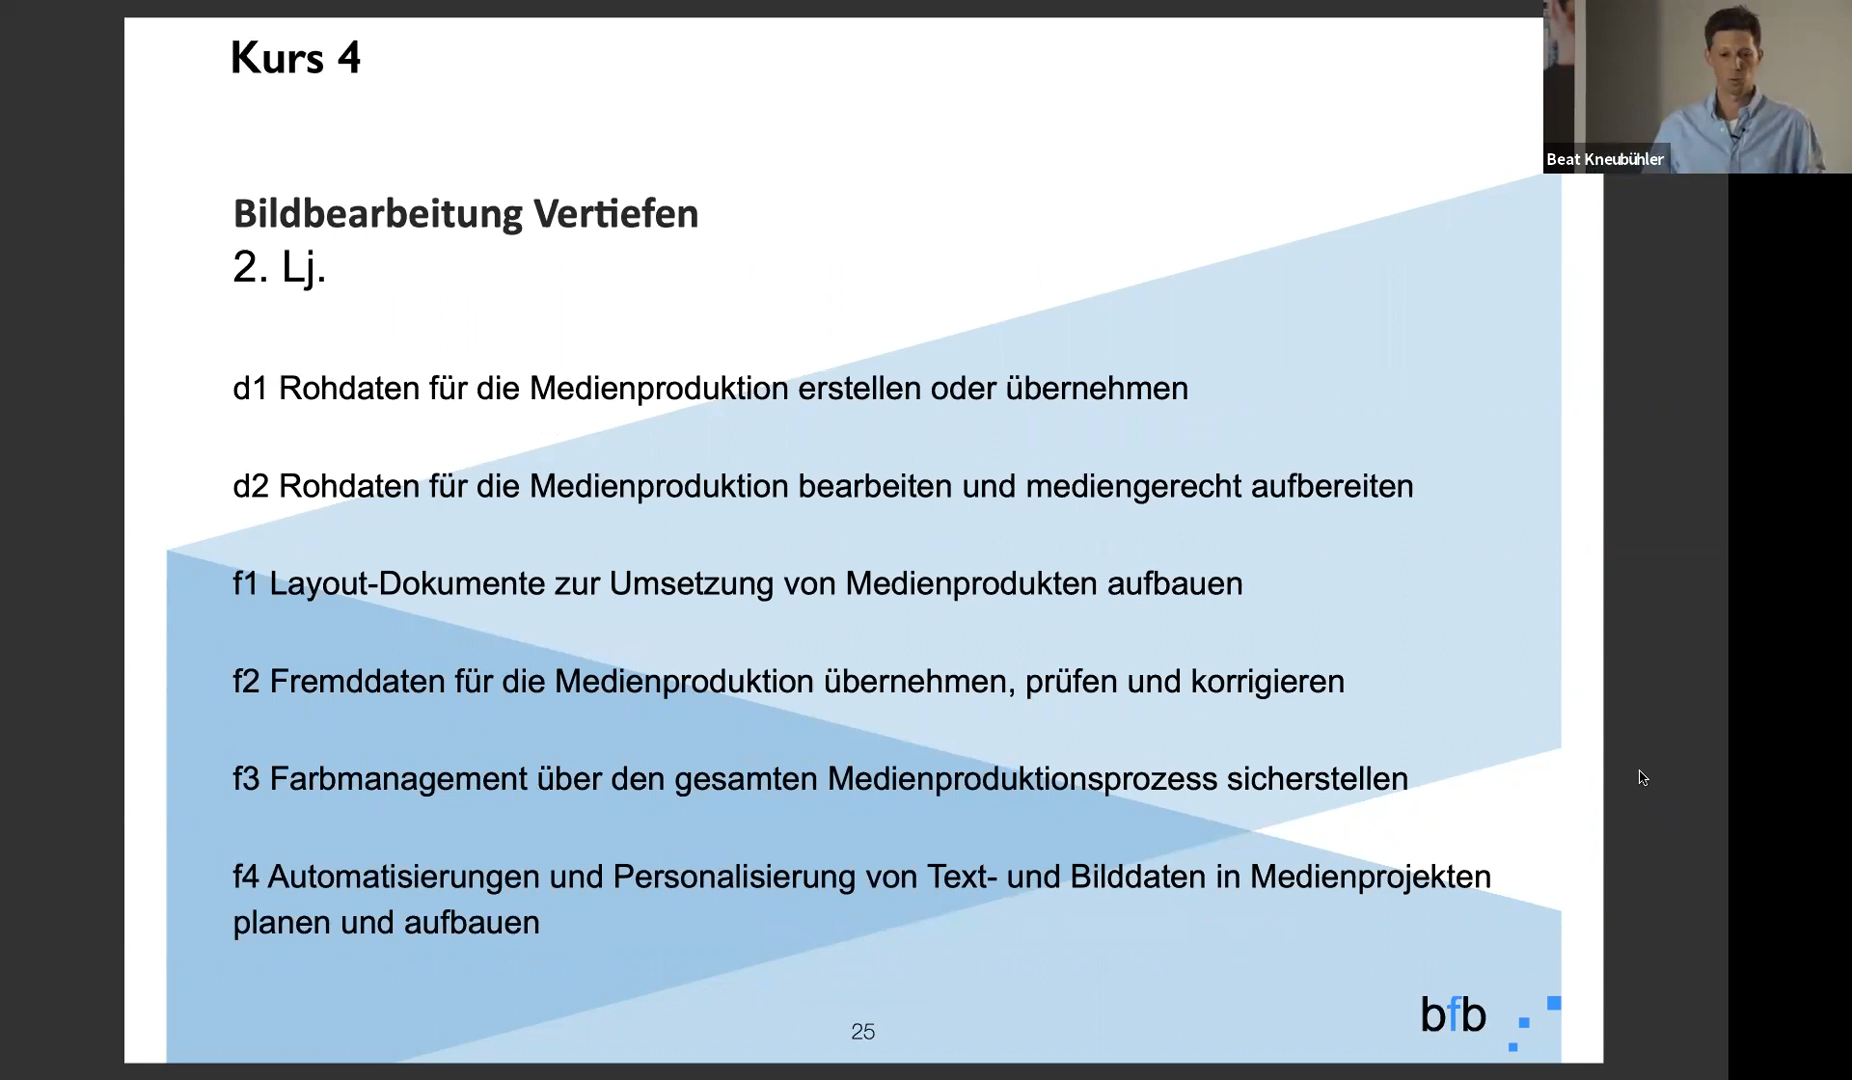 Kurs 4
Beat Kneubühler
Bildbearbeitung Vertiefen
2. Lj.
d1 Rohdaten für die Medienproduktion erstellen oder übernehmen
d2 Rohdaten für die Medienproduktion bearbeiten und mediengerecht aufbereiten
f1 Layout-Dokumente zur Umsetzung von Medienprodukten aufbauen
f2 Fremddaten für die Medienproduktion übernehmen, prüfen und korrigieren
f3 Farbmanagement über den gesamten Medienproduktionsprozess sicherstellen
f4 Automatisierungen und Personalisierung von Text- und Bilddaten in Medienprojekten
planen und aufbauen
bfb
25